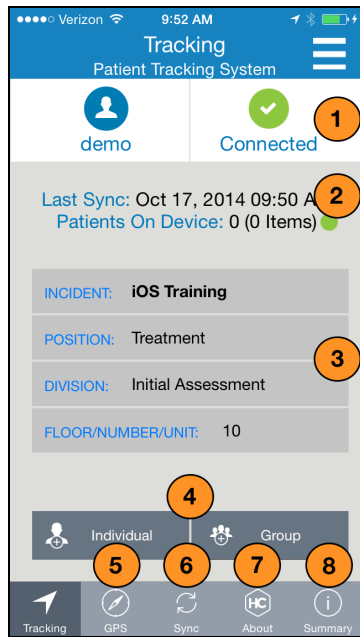 Verizon 9:52 AM
Tracking
Patient Tracking System
demo Connected
1
Last Sync: Oct 17, 2014 09:50 A
2
Patients On Device: 0 (0 Items)
INCIDENT: iOS Training
POSITION: Treatment
3
DIVISION: Initial Assessment
FLOOR/NUMBER/UNIT: 10
4
Individual Group
5 6 7 8
HC i
Tracking GPS Sync About Summary